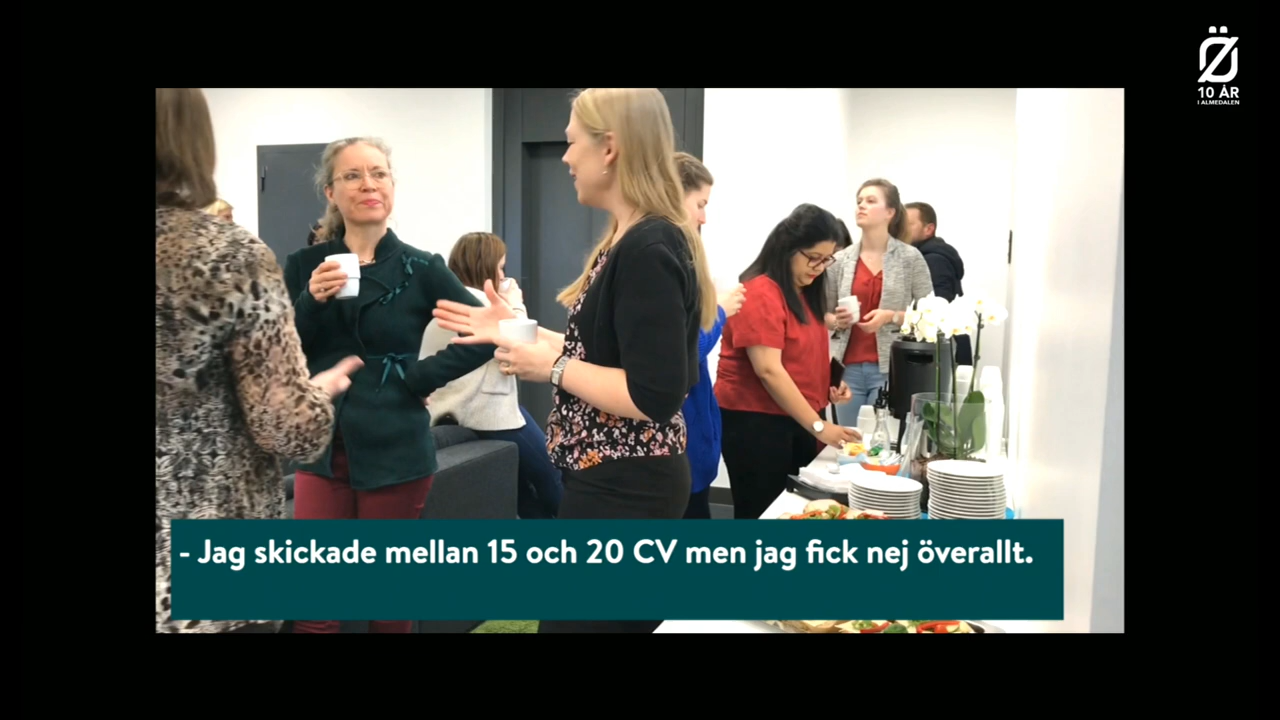 Ö
10 ÅR
I ALMEDALEN
- Jag skickade mellan 15 och 20 CV men jag fick nej överallt.